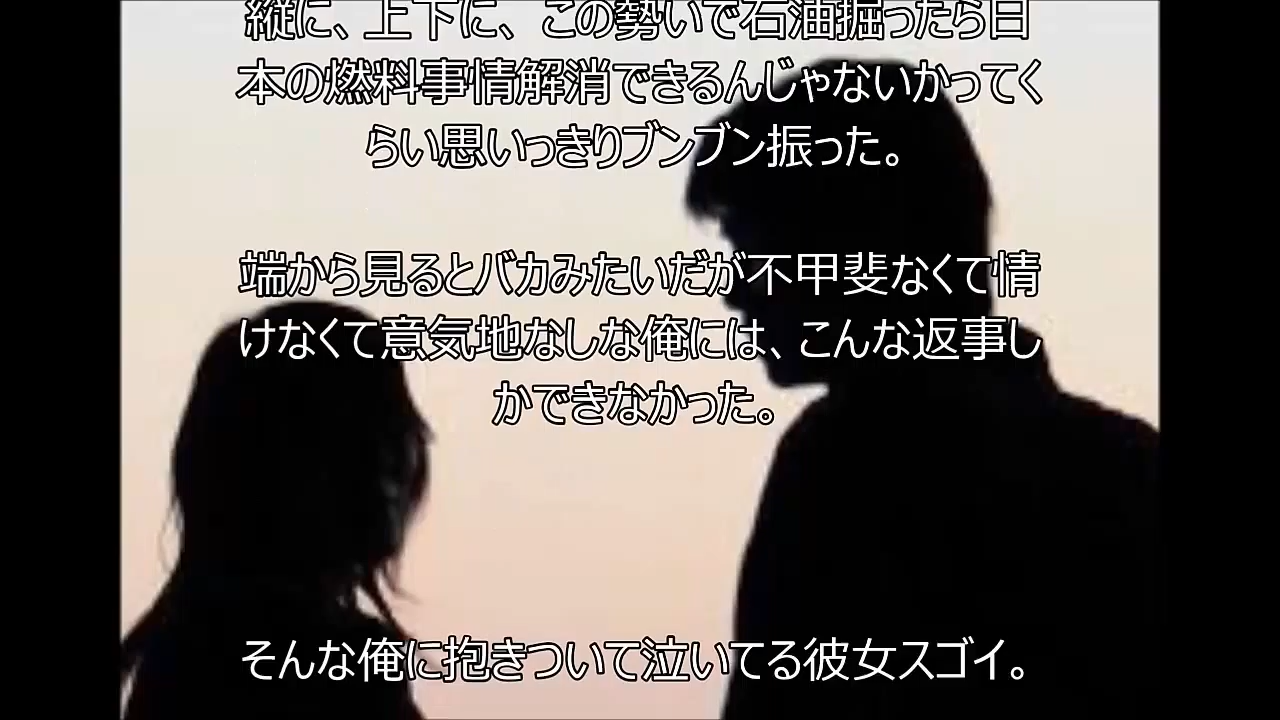 縦に、上下に、この勢いで石油掘ったら日
本の燃料事情解消できるんじゃないかってく
らい思いっきりブンブン振った。
端から見るとバカみたいだが不甲斐なくて情
けなくて意気地なしな俺には、こんな返事し
かできなかった。
そんな俺に抱きついて泣いてる彼女スゴイ。